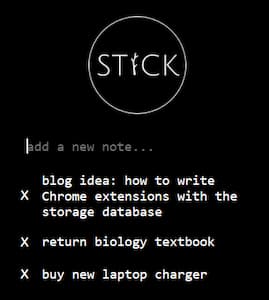 STICK
add a new note...
blog idea: how to write
X Chrome extensions with the
storage database
X return biology textbook
X buy new laptop charger